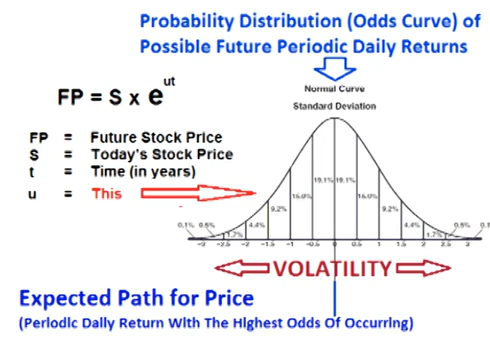 Probability Distribution (Odds Curve) of
Possible Future Periodic Daily Returns
Normal Curve
Standard Deviation
FP = S x e^ut
FP = Future Stock Price
S = Today's Stock Price
t = Time (in years)
u = This
19.1% 19.1%
15.0% 15.0%
9.2% 9.2%
4.4% 4.4%
0.1% 0.5% 1.7% 1.7% 0.5% 0.1%
-3 -2.5 -2 -1.5 -1 -0.5 0 0.5 1 1.5 2 2.5 3
VOLATILITY
Expected Path for Price
(Periodic Daily Return With The Highest Odds Of Occurring)